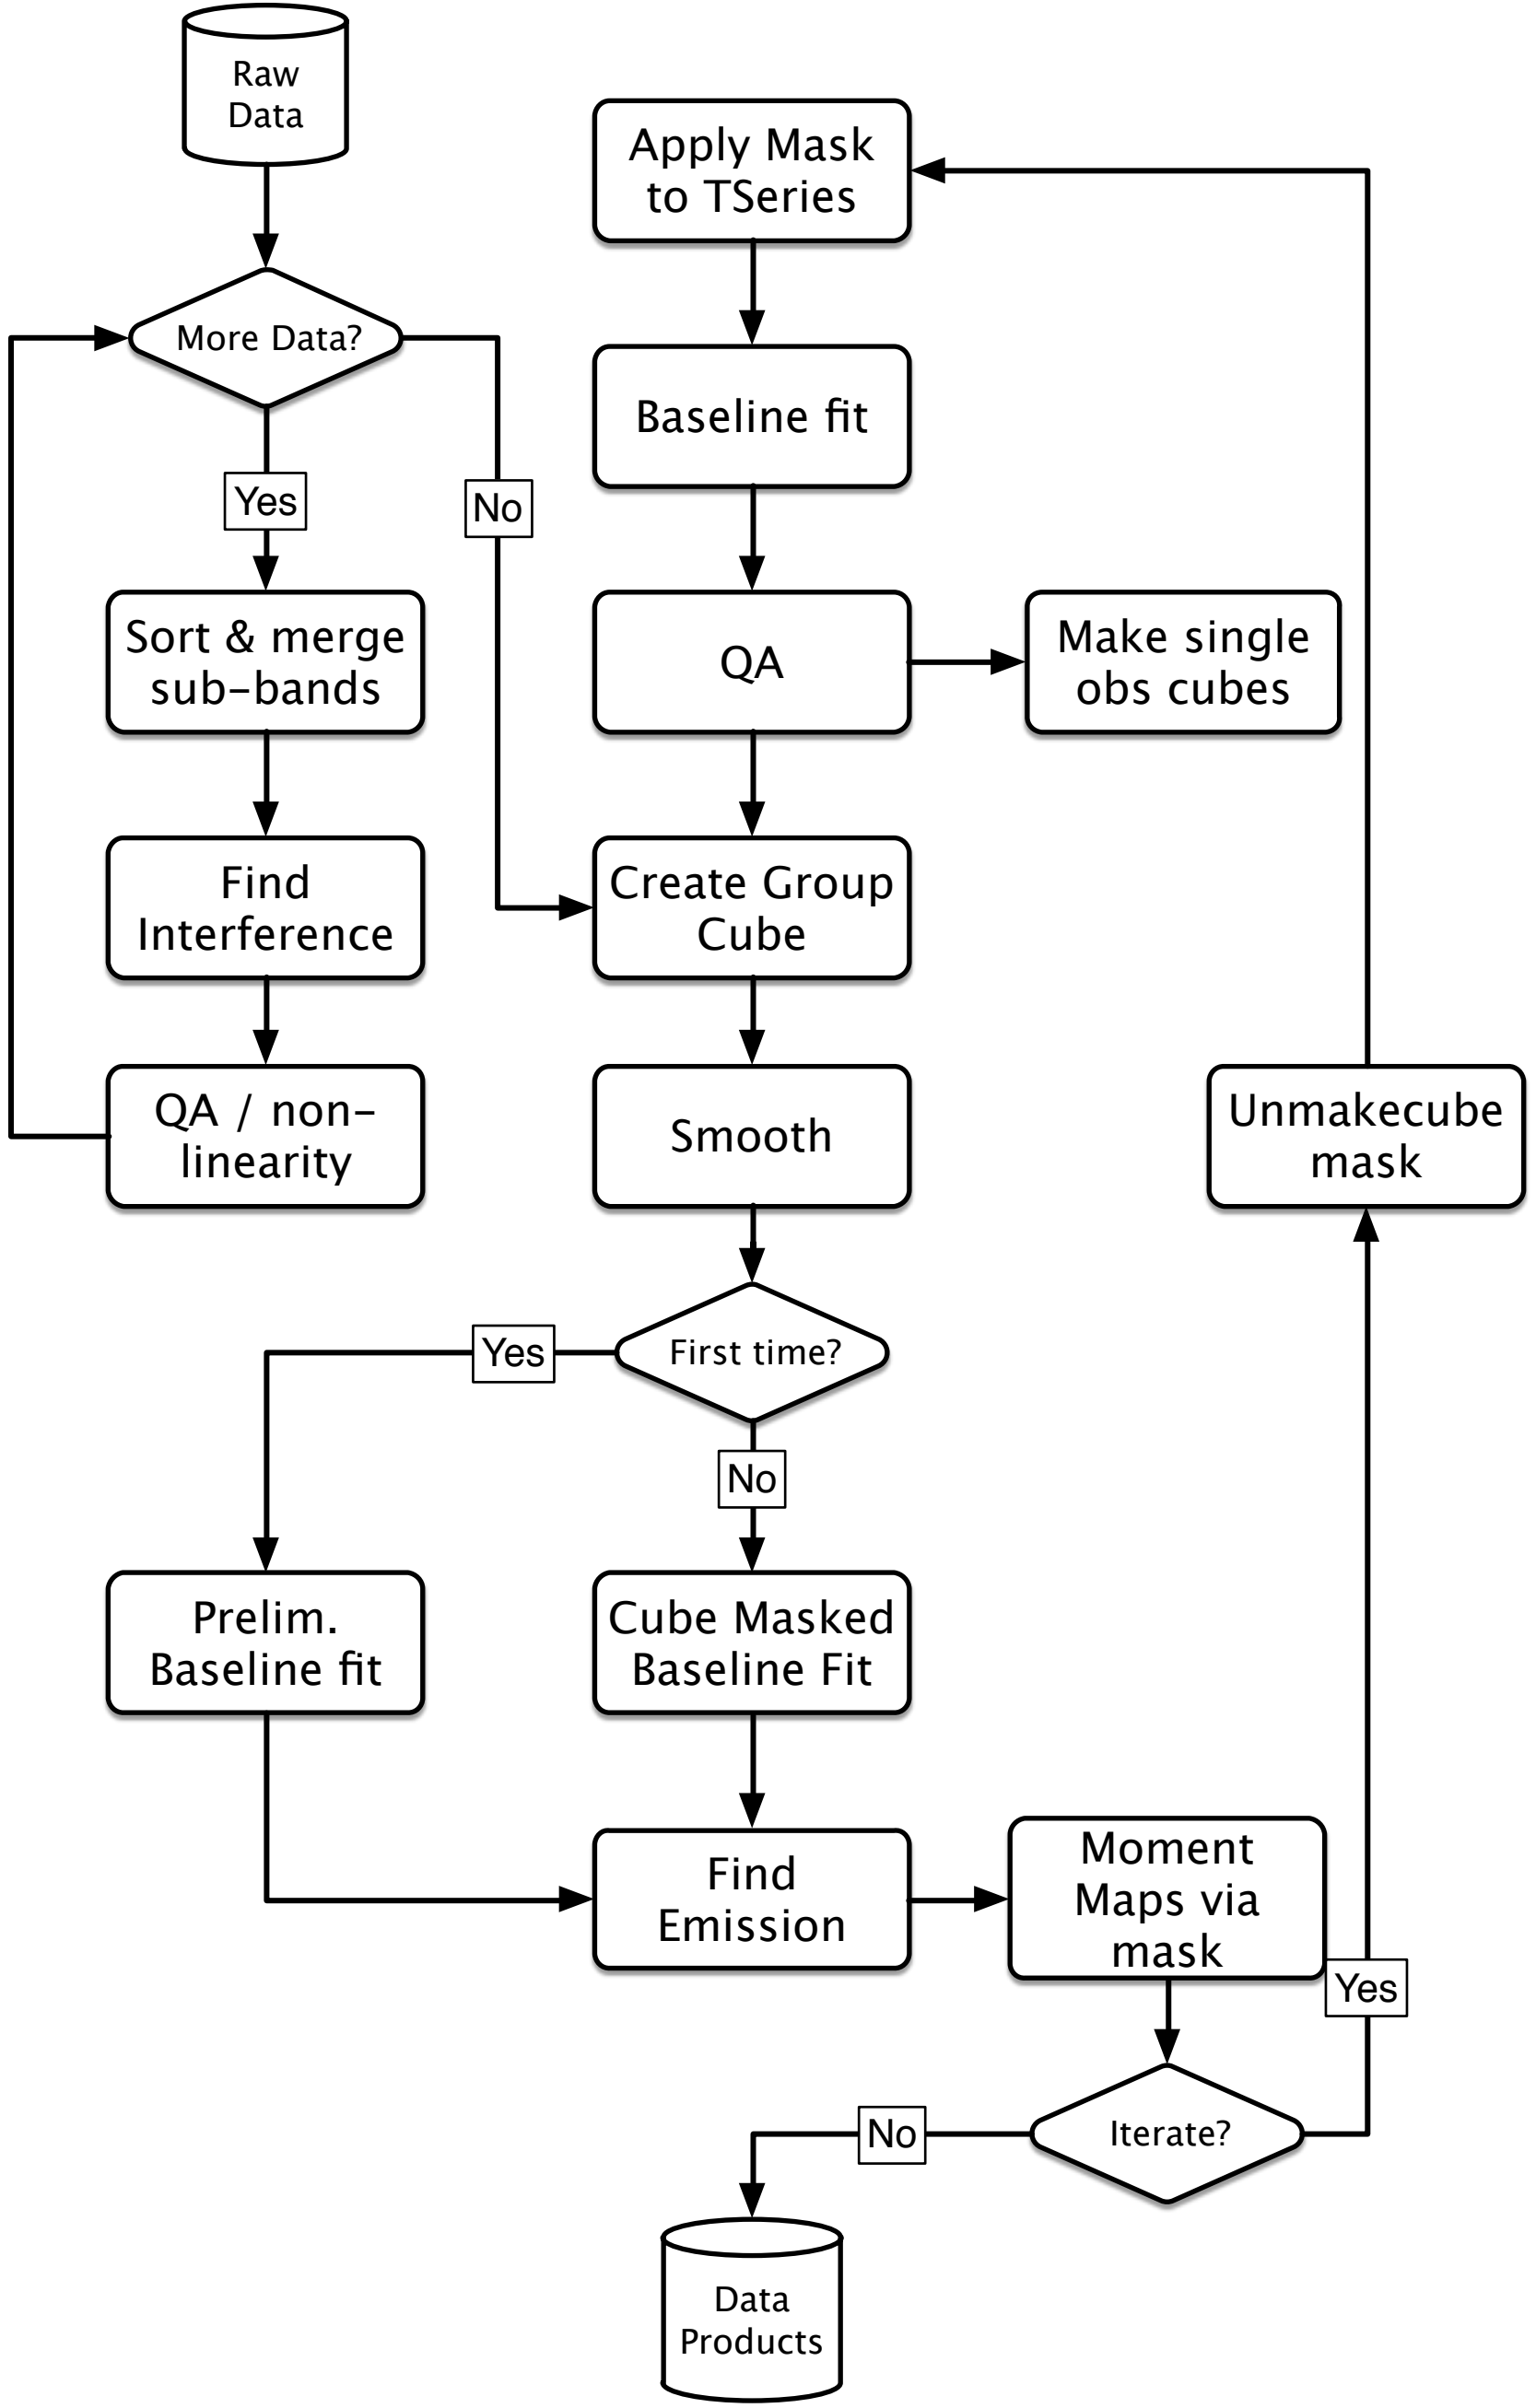 Raw
Data
More Data?
Yes
No
Sort & merge
sub-bands
Find
Interference
QA / non-
linearity
Apply Mask
to TSeries
Baseline fit
QA
Make single
obs cubes
Create Group
Cube
Smooth
Unmakecube
mask
First time?
Yes
No
Prelim.
Baseline fit
Cube Masked
Baseline Fit
Find
Emission
Moment
Maps via
mask
Yes
Iterate?
No
Data
Products